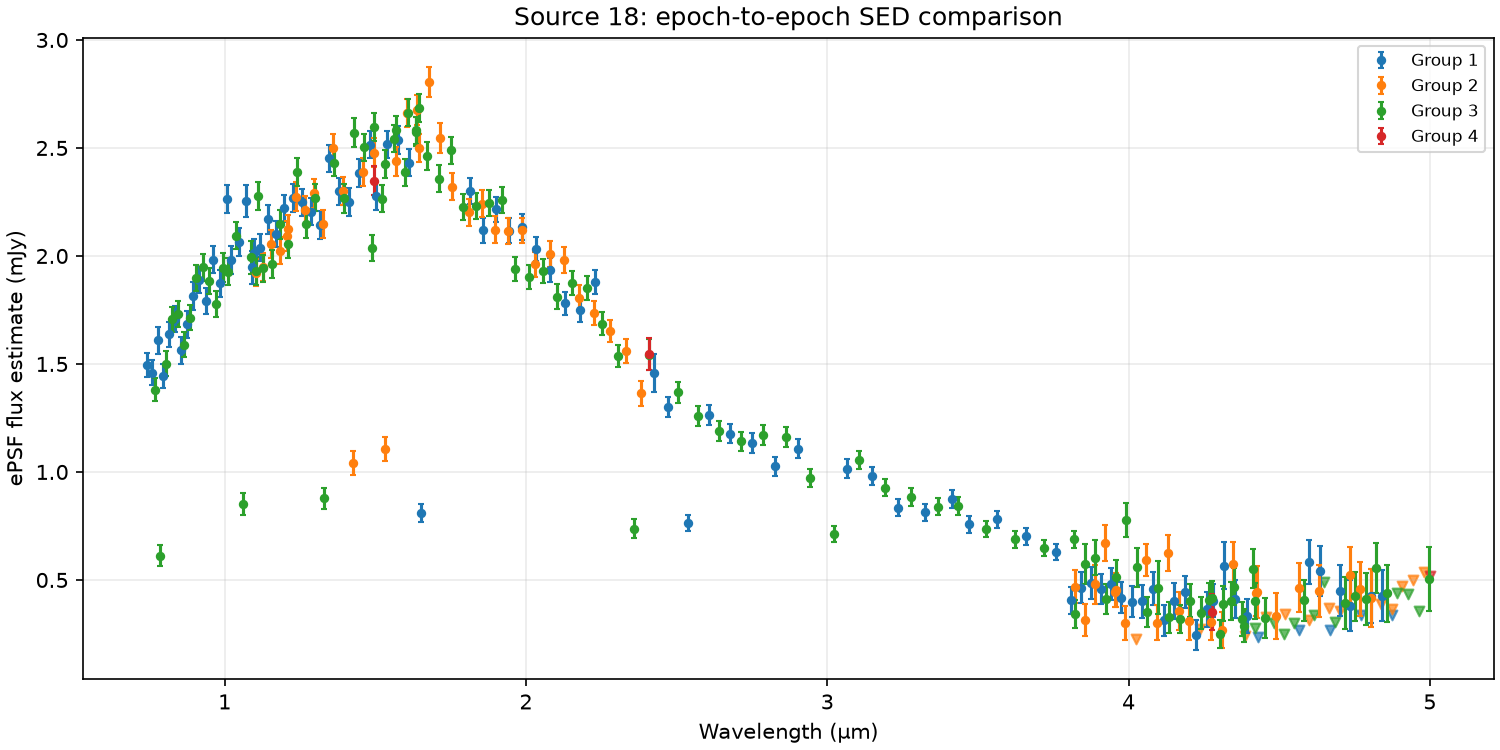 Source 18: epoch-to-epoch SED comparison
3.0
2.5
2.0
1.5
1.0
0.5
ePSF flux estimate (mJy)
Group 1
Group 2
Group 3
Group 4
1
2
3
4
5
Wavelength (μm)